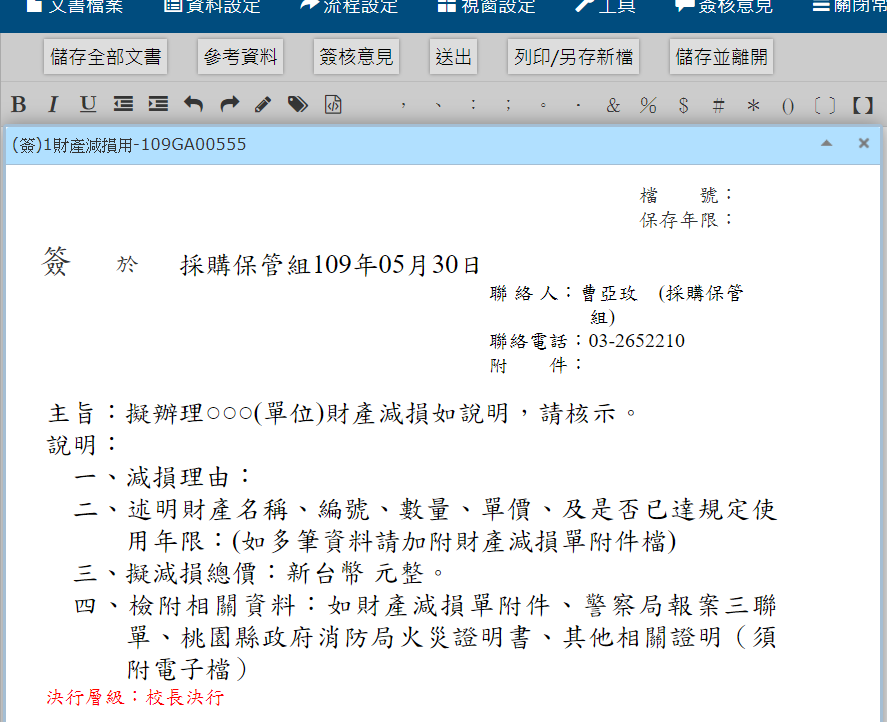 文書檔案 資料設定 流程設定 視窗設定 工具 簽核意見 關閉常
儲存全部文書 參考資料 簽核意見 送出 列印/另存新檔 儲存並離開
B I U , 、 : ; 。 · & % $ # * () 〔〕 【】
(簽)1財產減損用-109GA00555
檔 號：
保存年限：
簽 於 採購保管組109年05月30日
聯 絡 人：曹亞玫 (採購保管
組)
聯絡電話：03-2652210
附 件：
主旨：擬辦理○○○(單位)財產減損如說明，請核示。
說明：
一、減損理由：
二、述明財產名稱、編號、數量、單價、及是否已達規定使
用年限：(如多筆資料請加附財產減損單附件檔)
三、擬減損總價：新台幣 元整。
四、檢附相關資料：如財產減損單附件、警察局報案三聯
單、桃園縣政府消防局火災證明書、其他相關證明（須
附電子檔）
決行層級：校長決行